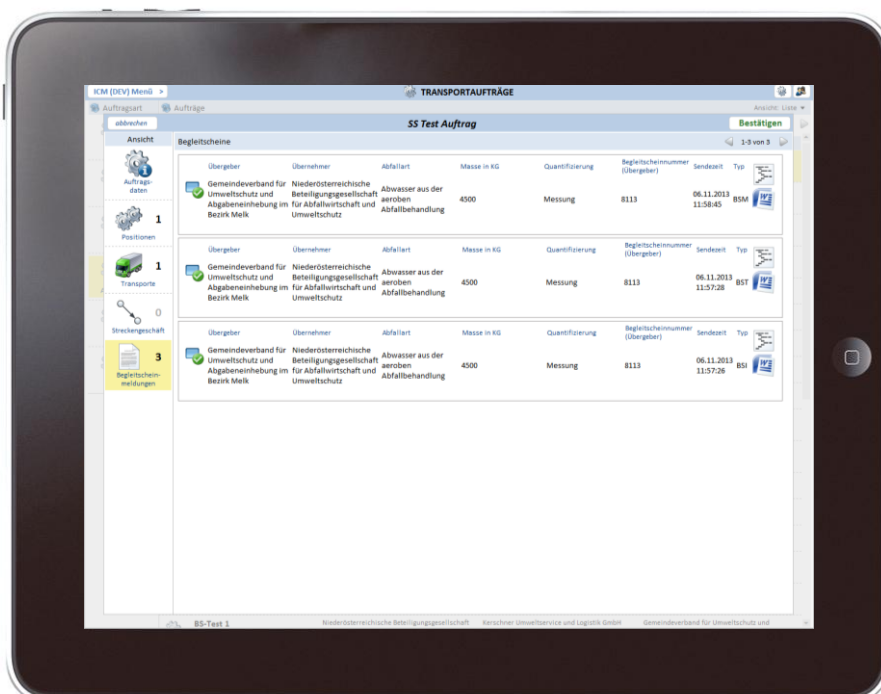 ICM (DEV) Menü >
TRANSPORTAUFTRÄGE
Auftragsart
Aufträge
Ansicht: Liste
abbrechen
SS Test Auftrag
Bestätigen
Ansicht
Begleitscheine
1-3 von 3
Auftrags-
daten
1
Positionen
1
Transporte
0
Streckengeschäft
3
Begleitschein-
meldungen
Übergeber Übernehmer Abfallart Masse in KG Quantifizierung Begleitscheinnummer (Übergeber) Sendezeit Typ
Gemeindeverband für
Umweltschutz und
Abgabeneinhebung im
Bezirk Melk
Niederösterreichische
Beteiligungsgesellschaft
für Abfallwirtschaft und
Umweltschutz
Abwasser aus der
aeroben
Abfallbehandlung
4500
Messung
8113
06.11.2013
11:58:45
BSM
W
Übergeber Übernehmer Abfallart Masse in KG Quantifizierung Begleitscheinnummer (Übergeber) Sendezeit Typ
Gemeindeverband für
Umweltschutz und
Abgabeneinhebung im
Bezirk Melk
Niederösterreichische
Beteiligungsgesellschaft
für Abfallwirtschaft und
Umweltschutz
Abwasser aus der
aeroben
Abfallbehandlung
4500
Messung
8113
06.11.2013
11:57:28
BST
W
Übergeber Übernehmer Abfallart Masse in KG Quantifizierung Begleitscheinnummer (Übergeber) Sendezeit Typ
Gemeindeverband für
Umweltschutz und
Abgabeneinhebung im
Bezirk Melk
Niederösterreichische
Beteiligungsgesellschaft
für Abfallwirtschaft und
Umweltschutz
Abwasser aus der
aeroben
Abfallbehandlung
4500
Messung
8113
06.11.2013
11:57:26
BSI
W
BS-Test 1
Niederösterreichische Beteiligungsgesellschaft
Kerschner Umweltservice und Logistik GmbH
Gemeindeverband für Umweltschutz und